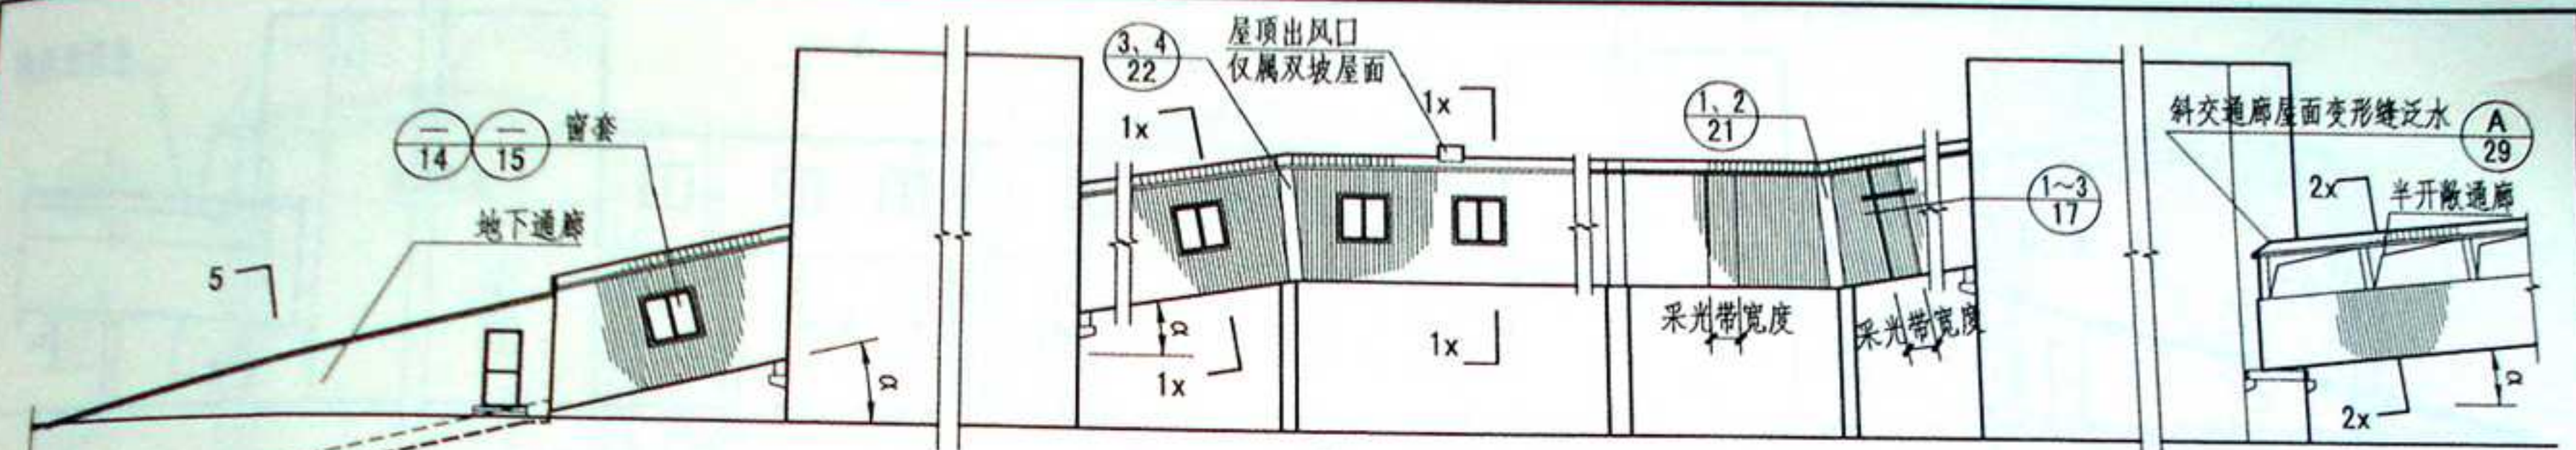 屋顶出风口
仅属双坡屋面
3、4
22
1x
1x
1、2
21
斜交通廊屋面变形缝泛水
A
29
一
14
一
15
窗套
地下通廊
5
1~3
17
2x
半开敞通廊
采光带宽度
采光带宽度
α
α
1x
1x
α
2x